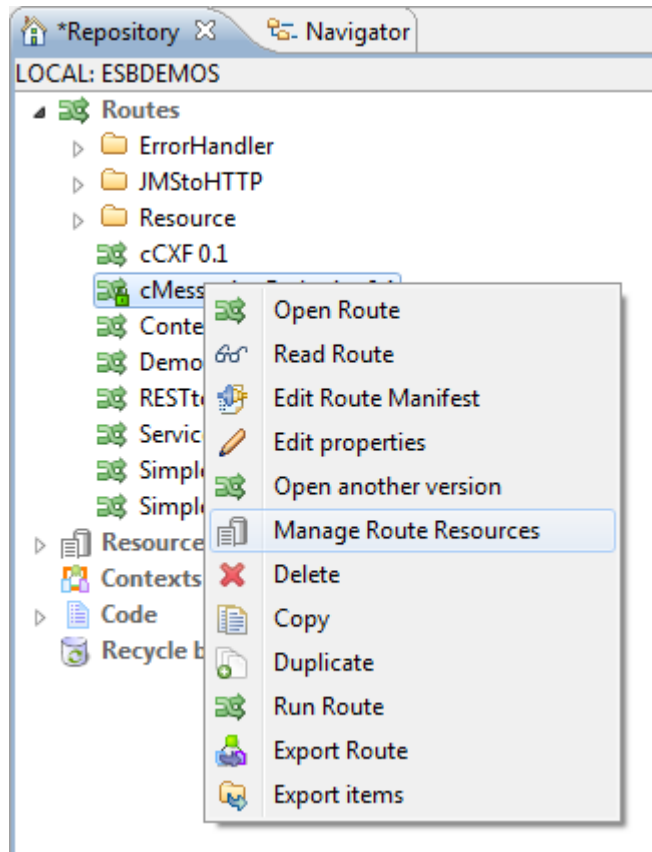 *Repository
Navigator
LOCAL: ESBDEMOS
Routes
ErrorHandler
JMStoHTTP
Resource
cCXF 0.1
Open Route
Read Route
Edit Route Manifest
Edit properties
Open another version
Manage Route Resources
Resource
Contexts
Delete
Code
Copy
Recycle
Duplicate
Run Route
Export Route
Export items